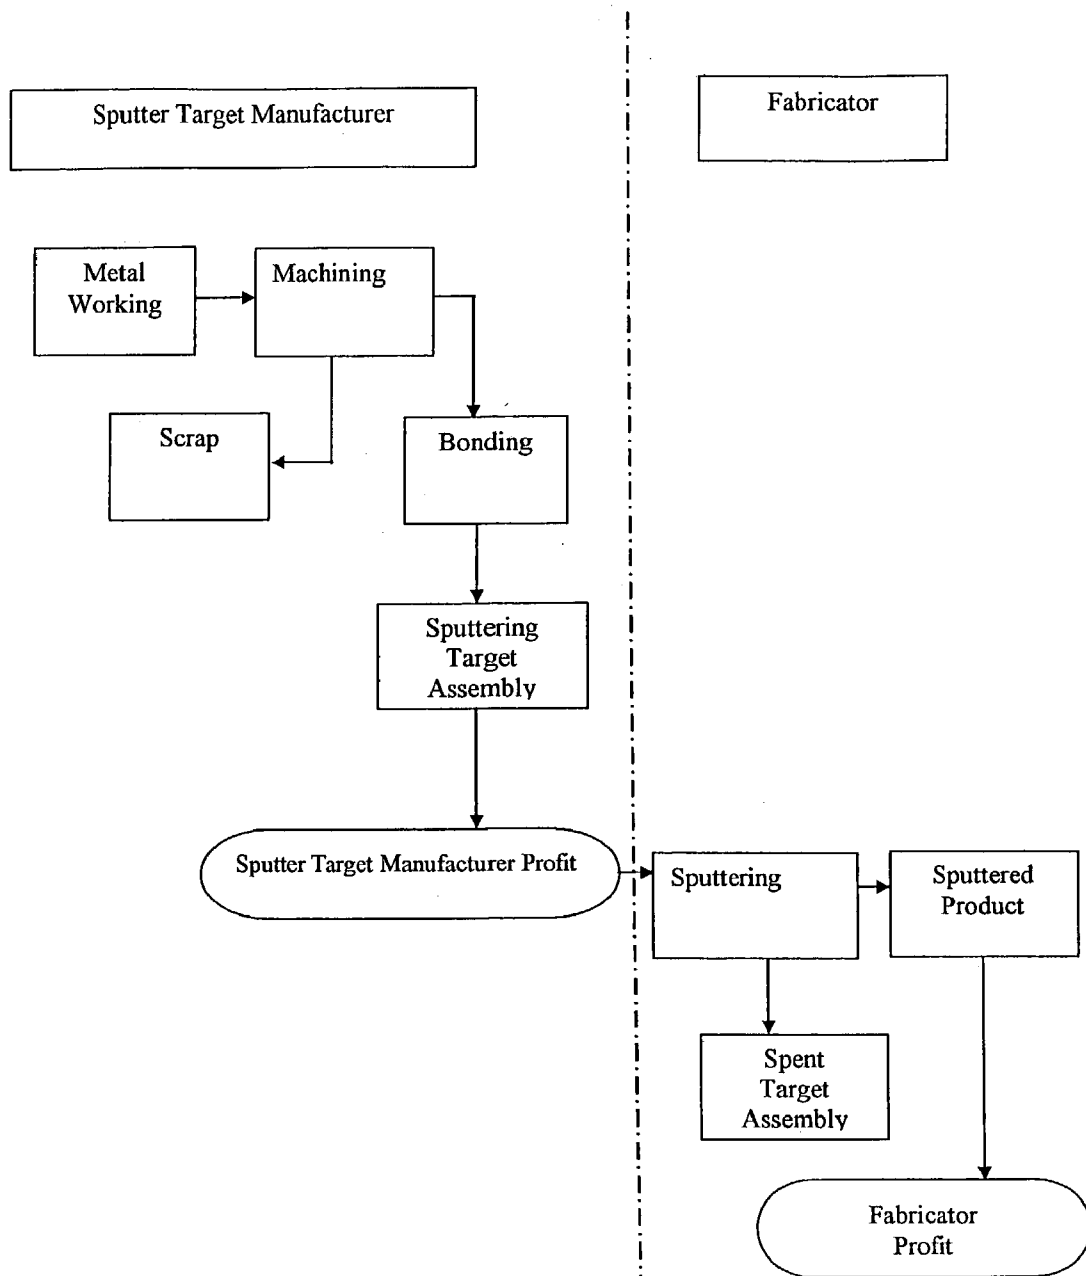 Sputter Target Manufacturer
Fabricator
Metal
Working
Machining
Scrap
Bonding
Sputtering
Target
Assembly
Sputter Target Manufacturer Profit
Sputtering
Sputtered
Product
Spent
Target
Assembly
Fabricator
Profit